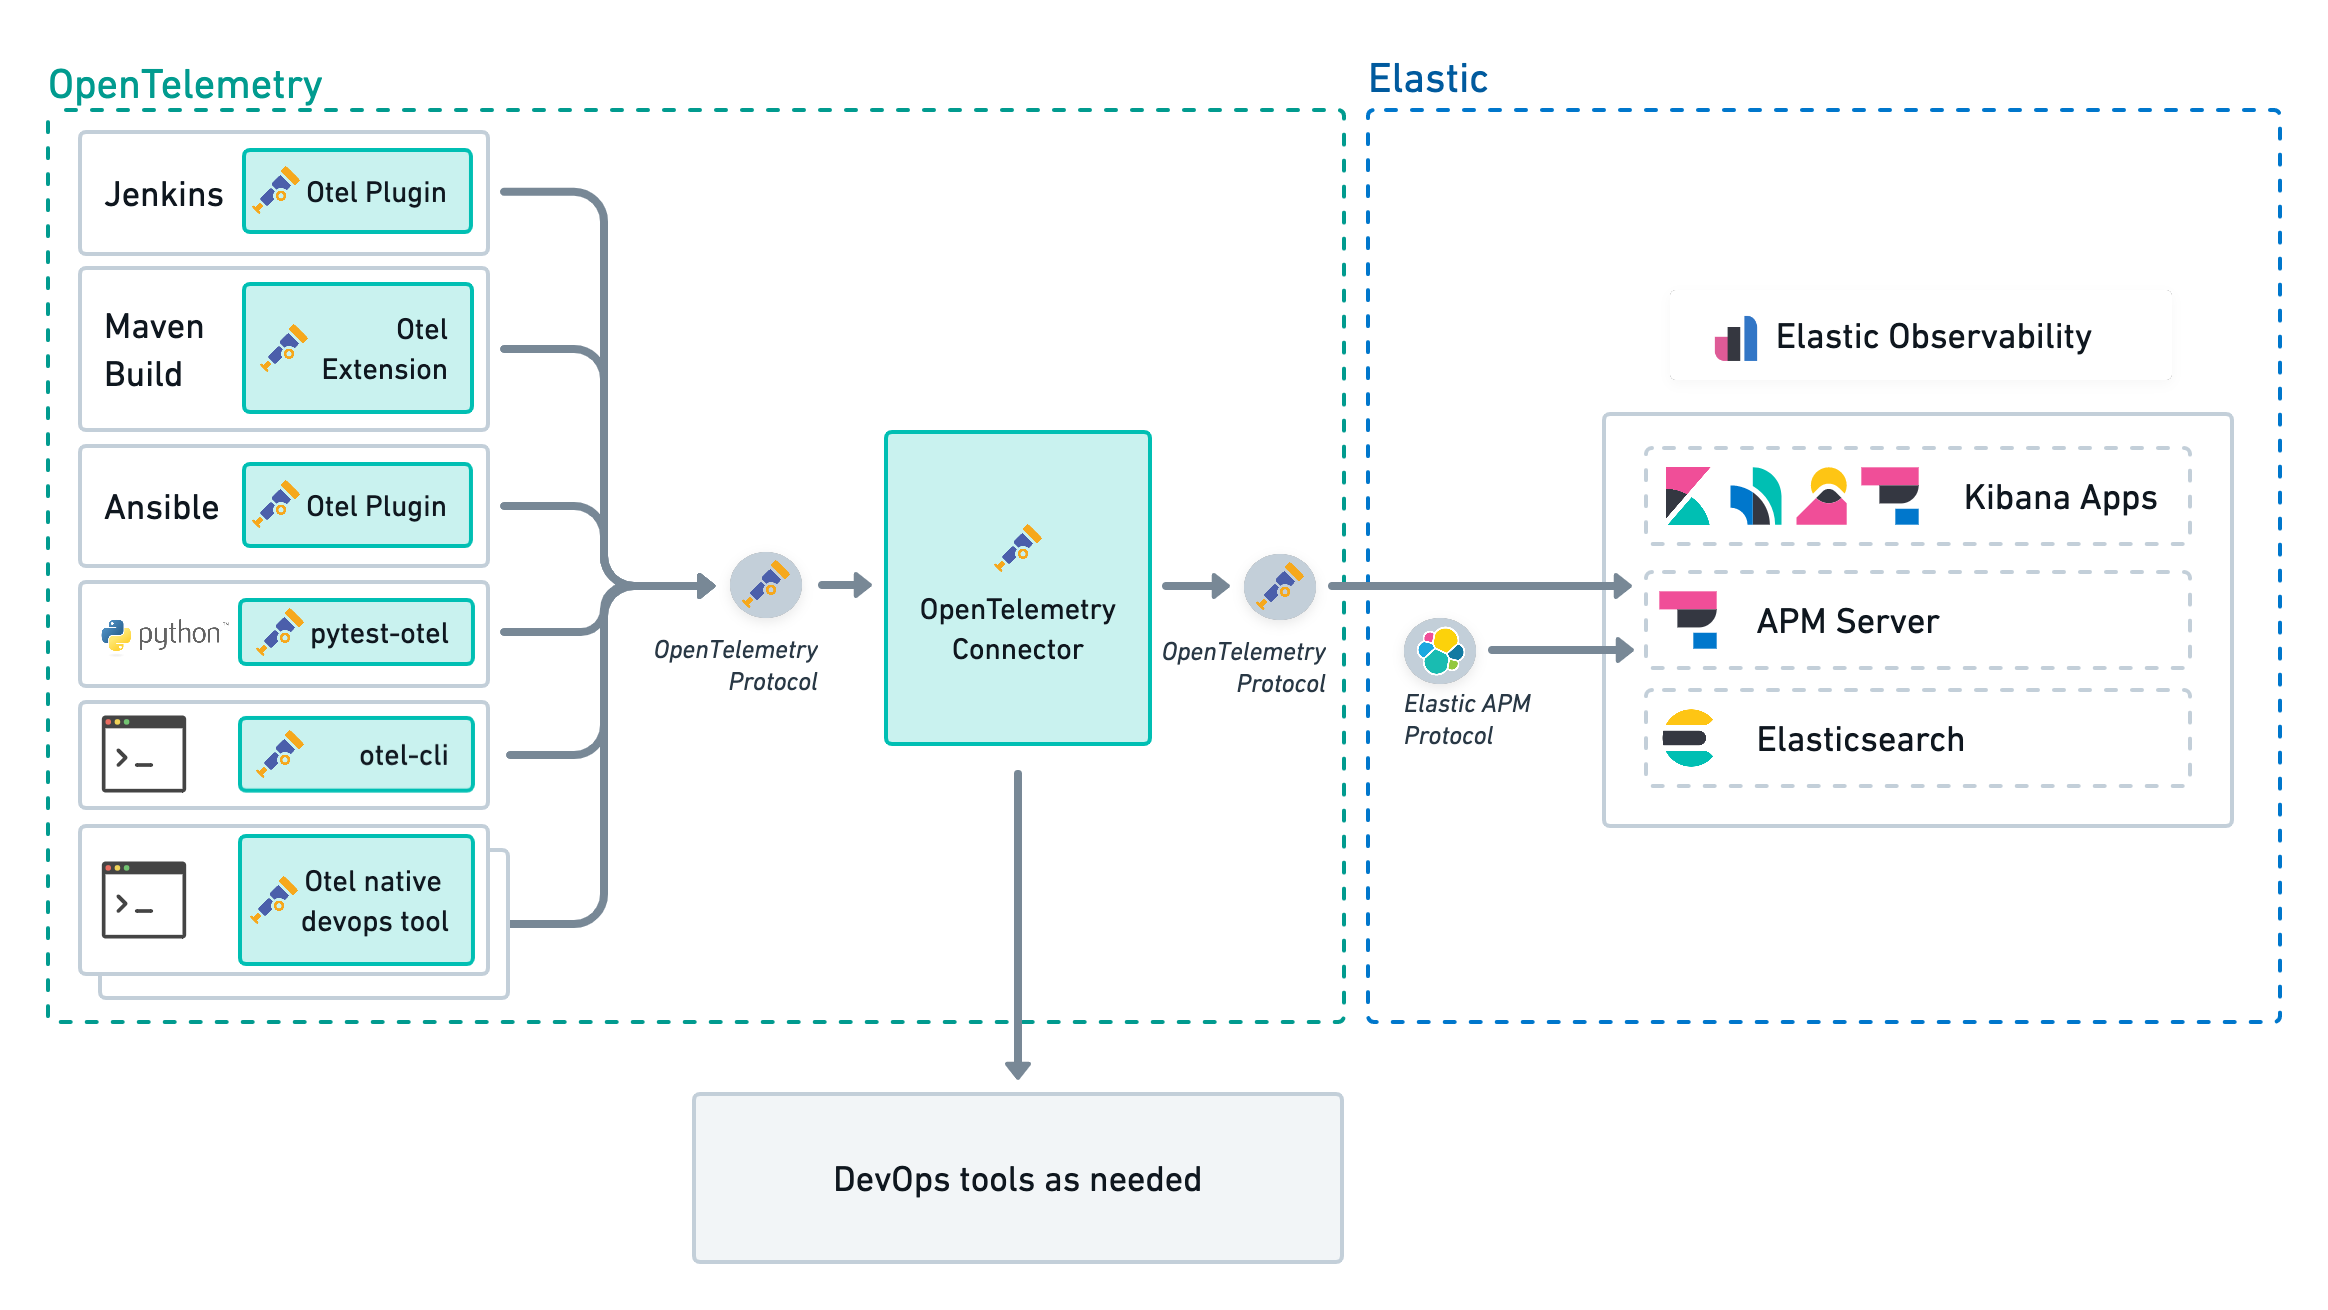 OpenTelemetry
Elastic
Jenkins
Otel Plugin
Maven
Build
Otel
Extension
Ansible
Otel Plugin
python™
pytest-otel
otel-cli
Otel native
devops tool
OpenTelemetry
Protocol
OpenTelemetry
Connector
OpenTelemetry
Protocol
Elastic APM
Protocol
Elastic Observability
Kibana Apps
APM Server
Elasticsearch
DevOps tools as needed